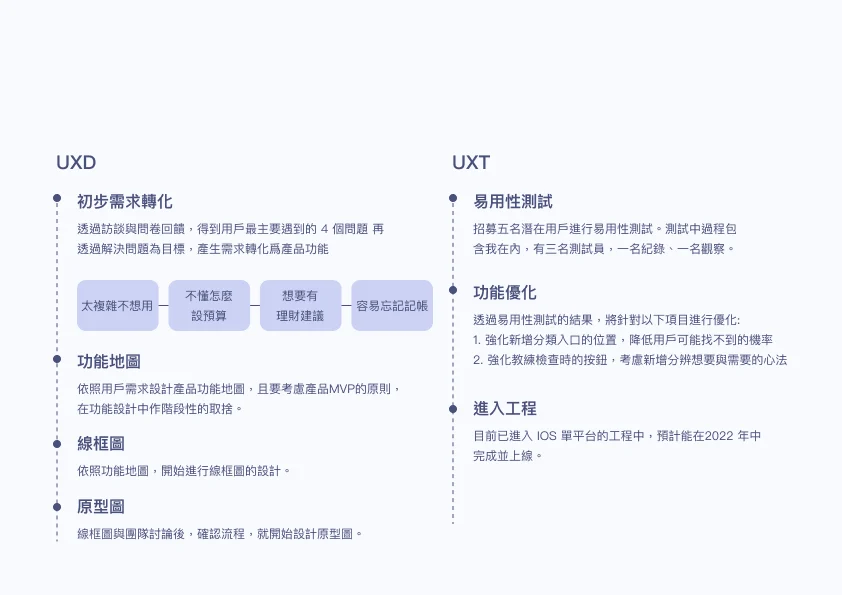 UXD
初步需求轉化
透過訪談與問卷回饋，得到用戶最主要遇到的 4 個問題 再
透過解決問題為目標，產生需求轉化爲產品功能
太複雜不想用
不懂怎麼
設預算
想要有
理財建議
容易忘記記帳
功能地圖
依照用戶需求設計產品功能地圖，且要考慮產品MVP的原則，
在功能設計中作階段性的取捨。
線框圖
依照功能地圖，開始進行線框圖的設計。
原型圖
線框圖與團隊討論後，確認流程，就開始設計原型圖。
UXT
易用性測試
招募五名潛在用戶進行易用性測試。測試中過程包
含我在內，有三名測試員，一名紀錄、一名觀察。
功能優化
透過易用性測試的結果，將針對以下項目進行優化:
1. 強化新增分類入口的位置，降低用戶可能找不到的機率
2. 強化教練檢查時的按鈕，考慮新增分辨想要與需要的心法
進入工程
目前已進入 IOS 單平台的工程中，預計能在2022 年中
完成並上線。